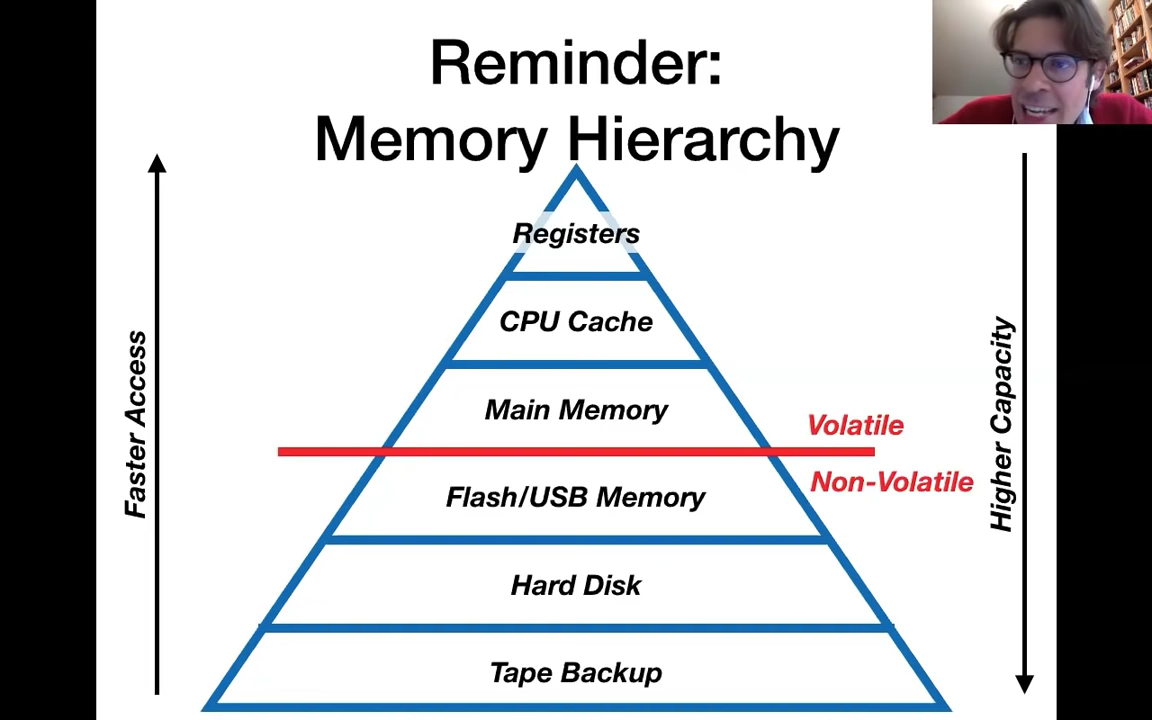 Reminder:
Memory Hierarchy
Registers
CPU Cache
Main Memory
Volatile
Non-Volatile
Flash/USB Memory
Hard Disk
Tape Backup
Faster Access
Higher Capacity